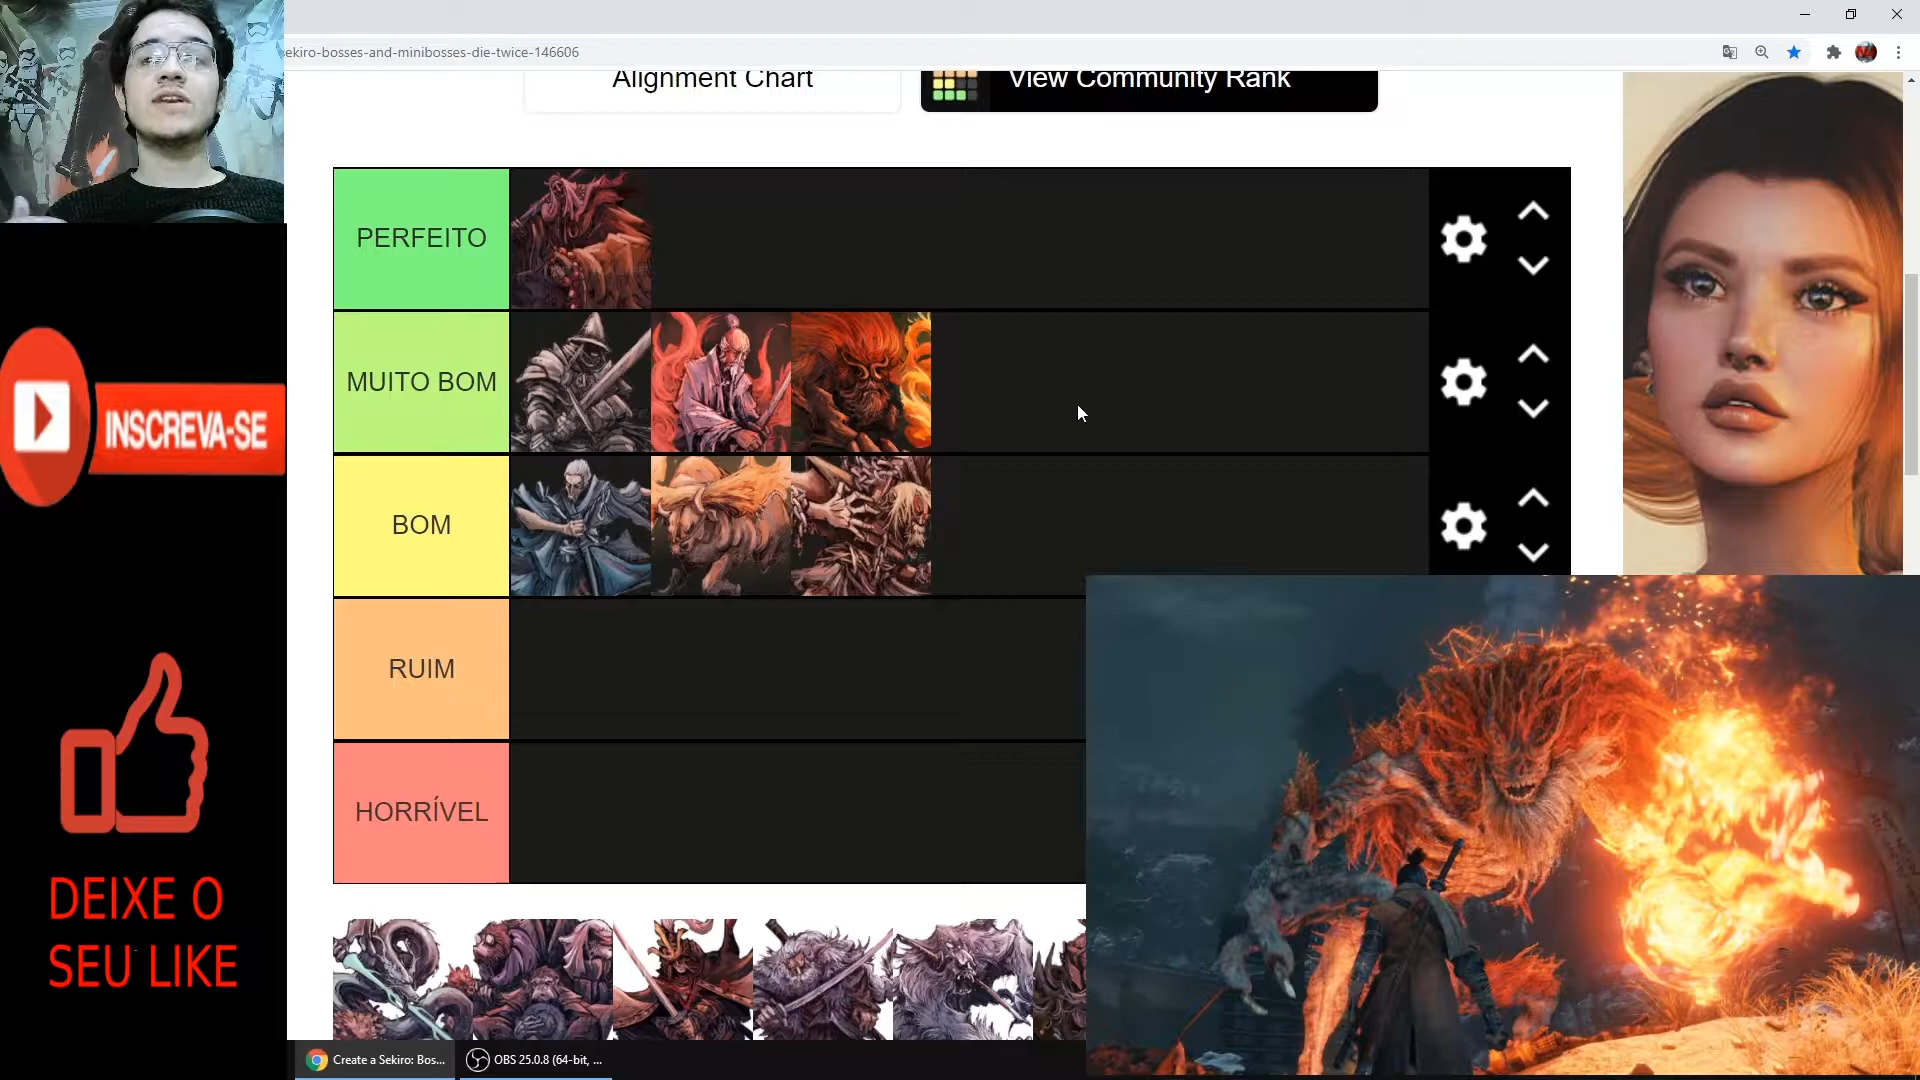 ekiro-bosses-and-minibosses-die-twice-146606
Alignment Chart
View Community Rank
PERFEITO
MUITO BOM
BOM
RUIM
HORRÍVEL
INSCREVA-SE
DEIXE O
SEU LIKE
Create a Sekiro: Bos...
OBS 25.0.8 (64-bit, ...